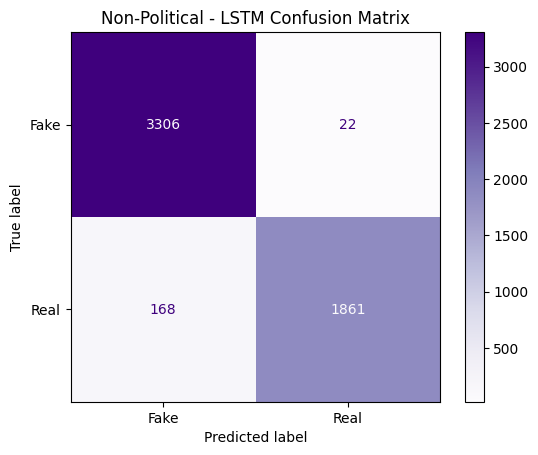 Non-Political - LSTM Confusion Matrix
Fake
3306
22
Real
168
1861
Fake
Real
True label
Predicted label
3000
2500
2000
1500
1000
500